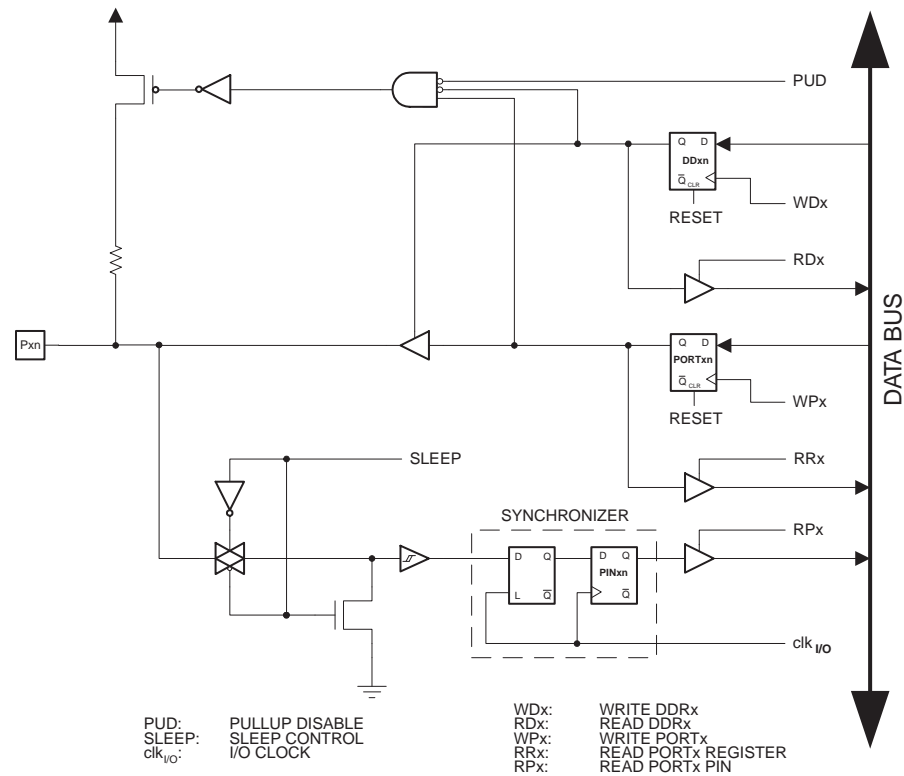 PUD
Q D
DDxn
Q CLR
WDx
RESET
RDx
Pxn
Q D
PORTxn
Q CLR
WPx
RESET
DATA BUS
SLEEP
RRx
SYNCHRONIZER
RPx
D Q
L Q
D Q
PINxn
Q
clk I/O
PUD: PULLUP DISABLE
SLEEP: SLEEP CONTROL
clkI/O: I/O CLOCK
WDx: WRITE DDRx
RDx: READ DDRx
WPx: WRITE PORTx
RRx: READ PORTx REGISTER
RPx: READ PORTx PIN